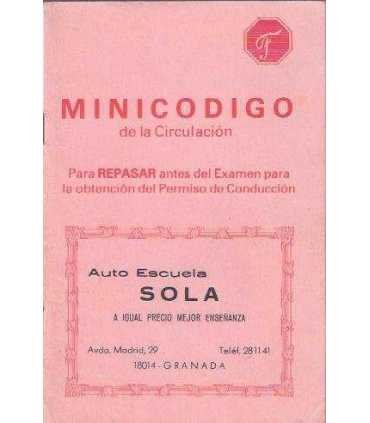 F
MINICODIGO
de la Circulación
Para REPASAR antes del Examen para
la obtención del Permiso de Conducción
Auto Escuela
SOLA
A IGUAL PRECIO MEJOR ENSEÑANZA
Avda. Madrid, 29 Teléf. 281141
18014 - GRANADA